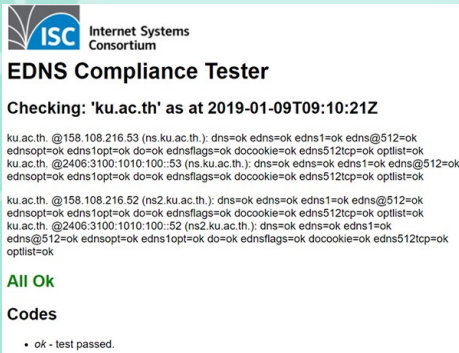 ISC Internet Systems
Consortium
EDNS Compliance Tester
Checking: 'ku.ac.th' as at 2019-01-09T09:10:21Z
ku.ac.th. @158.108.216.53 (ns.ku.ac.th.): dns=ok edns=ok edns1=ok edns@512=ok
ednsopt=ok edns1opt=ok do=ok ednsflags=ok docookie=ok edns512tcp=ok optlist=ok
ku.ac.th. @2406:3100:1010:100::53 (ns.ku.ac.th.): dns=ok edns=ok edns1=ok edns@512=ok
ednsopt=ok edns1opt=ok do=ok ednsflags=ok docookie=ok edns512tcp=ok optlist=ok
ku.ac.th. @158.108.216.52 (ns2.ku.ac.th.): dns=ok edns=ok edns1=ok edns@512=ok
ednsopt=ok edns1opt=ok do=ok ednsflags=ok docookie=ok edns512tcp=ok optlist=ok
ku.ac.th. @2406:3100:1010:100::52 (ns2.ku.ac.th.): dns=ok edns=ok edns1=ok
edns@512=ok ednsopt=ok edns1opt=ok do=ok ednsflags=ok docookie=ok edns512tcp=ok
optlist=ok
All Ok
Codes
• ok - test passed.